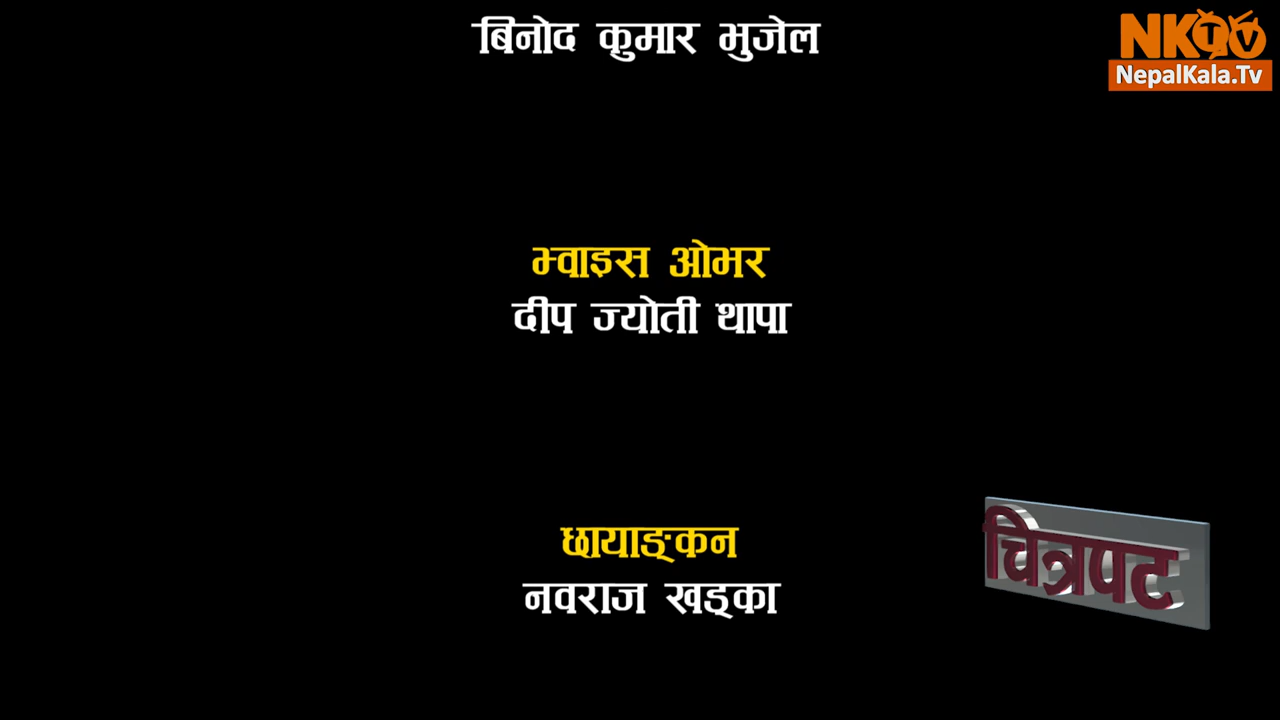 बिनोद कुमार भुजेल
NKTV
NepalKala.Tv
भ्वाइस ओभर
दीप ज्योती थापा
छायाङ्कन
नवराज खड्का
चित्रपट